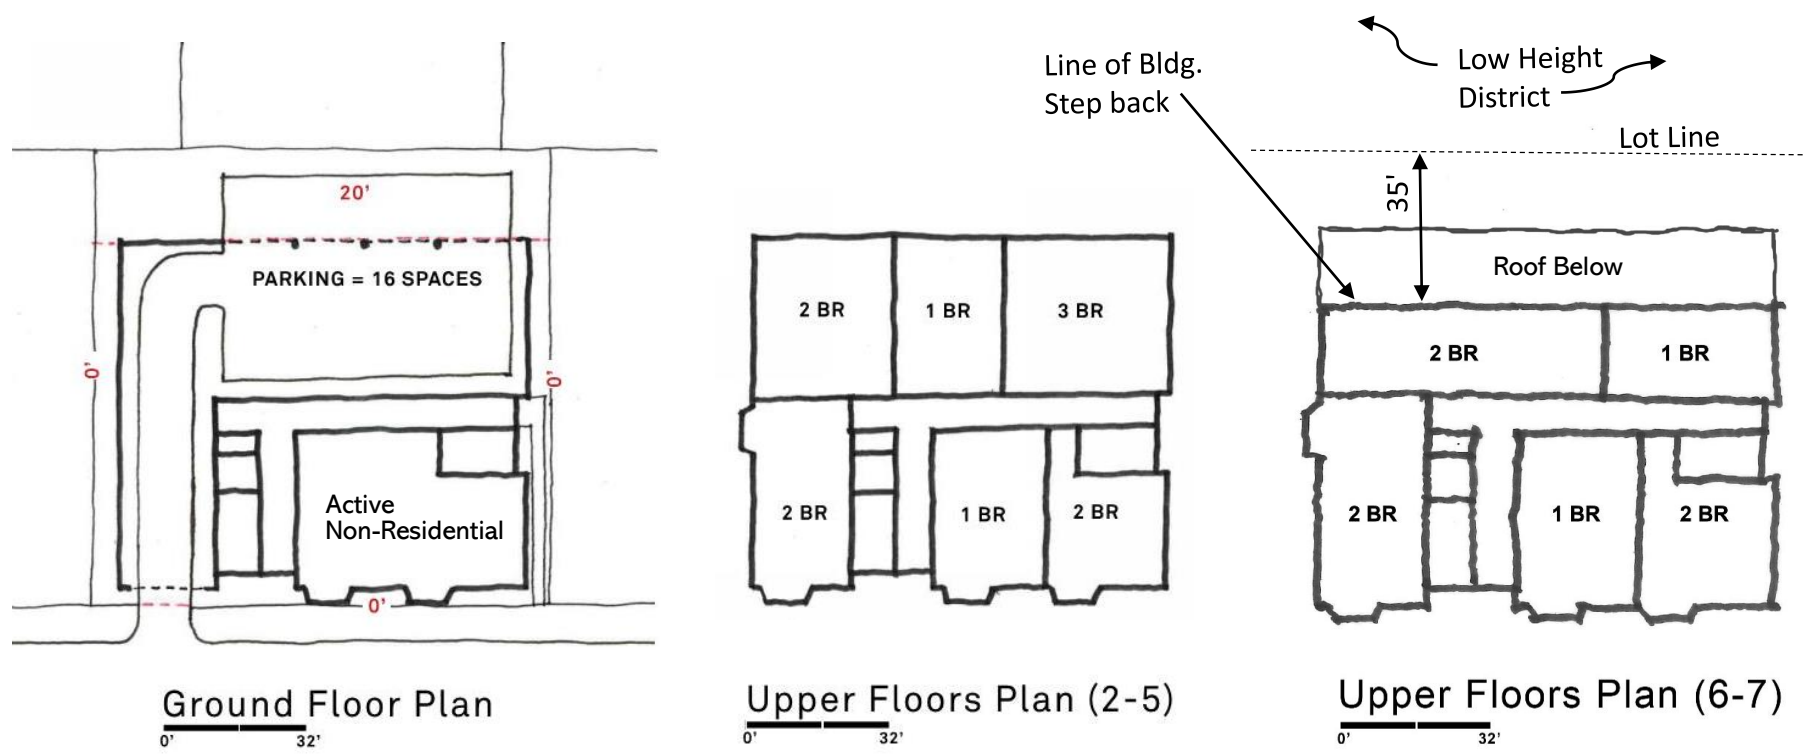 20'
PARKING = 16 SPACES
0'
0'
Active
Non-Residential
0'
Ground Floor Plan
0' 32'
2 BR
1 BR
3 BR
2 BR
1 BR
2 BR
Upper Floors Plan (2-5)
0' 32'
Line of Bldg.
Step back
Low Height
District
Lot Line
35'
Roof Below
2 BR
1 BR
2 BR
1 BR
2 BR
Upper Floors Plan (6-7)
0' 32'